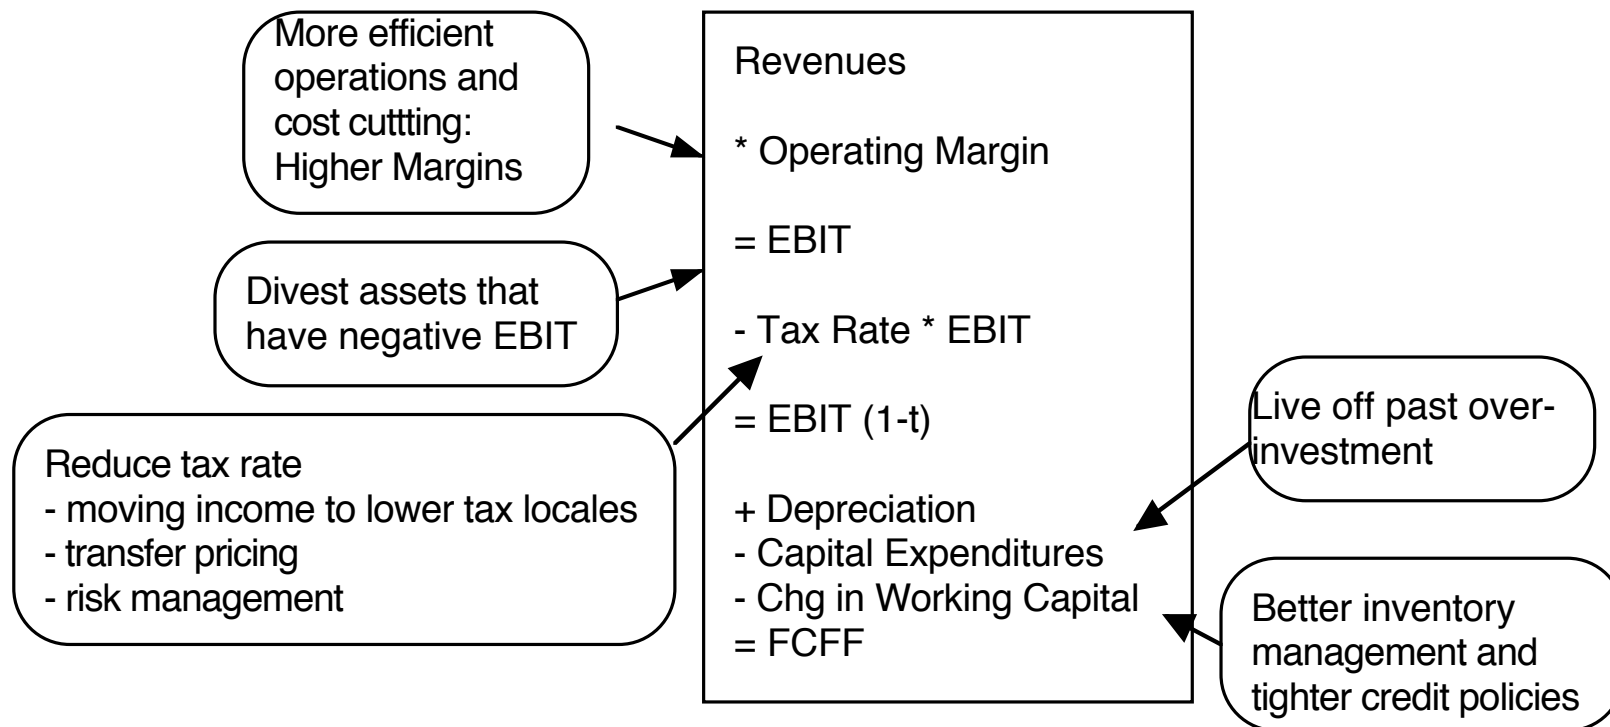 More efficient
operations and
cost cuttting:
Higher Margins
Divest assets that
have negative EBIT
Reduce tax rate
- moving income to lower tax locales
- transfer pricing
- risk management
Revenues
* Operating Margin
= EBIT
- Tax Rate * EBIT
= EBIT (1-t)
+ Depreciation
- Capital Expenditures
- Chg in Working Capital
= FCFF
Live off past over-
investment
Better inventory
management and
tighter credit policies